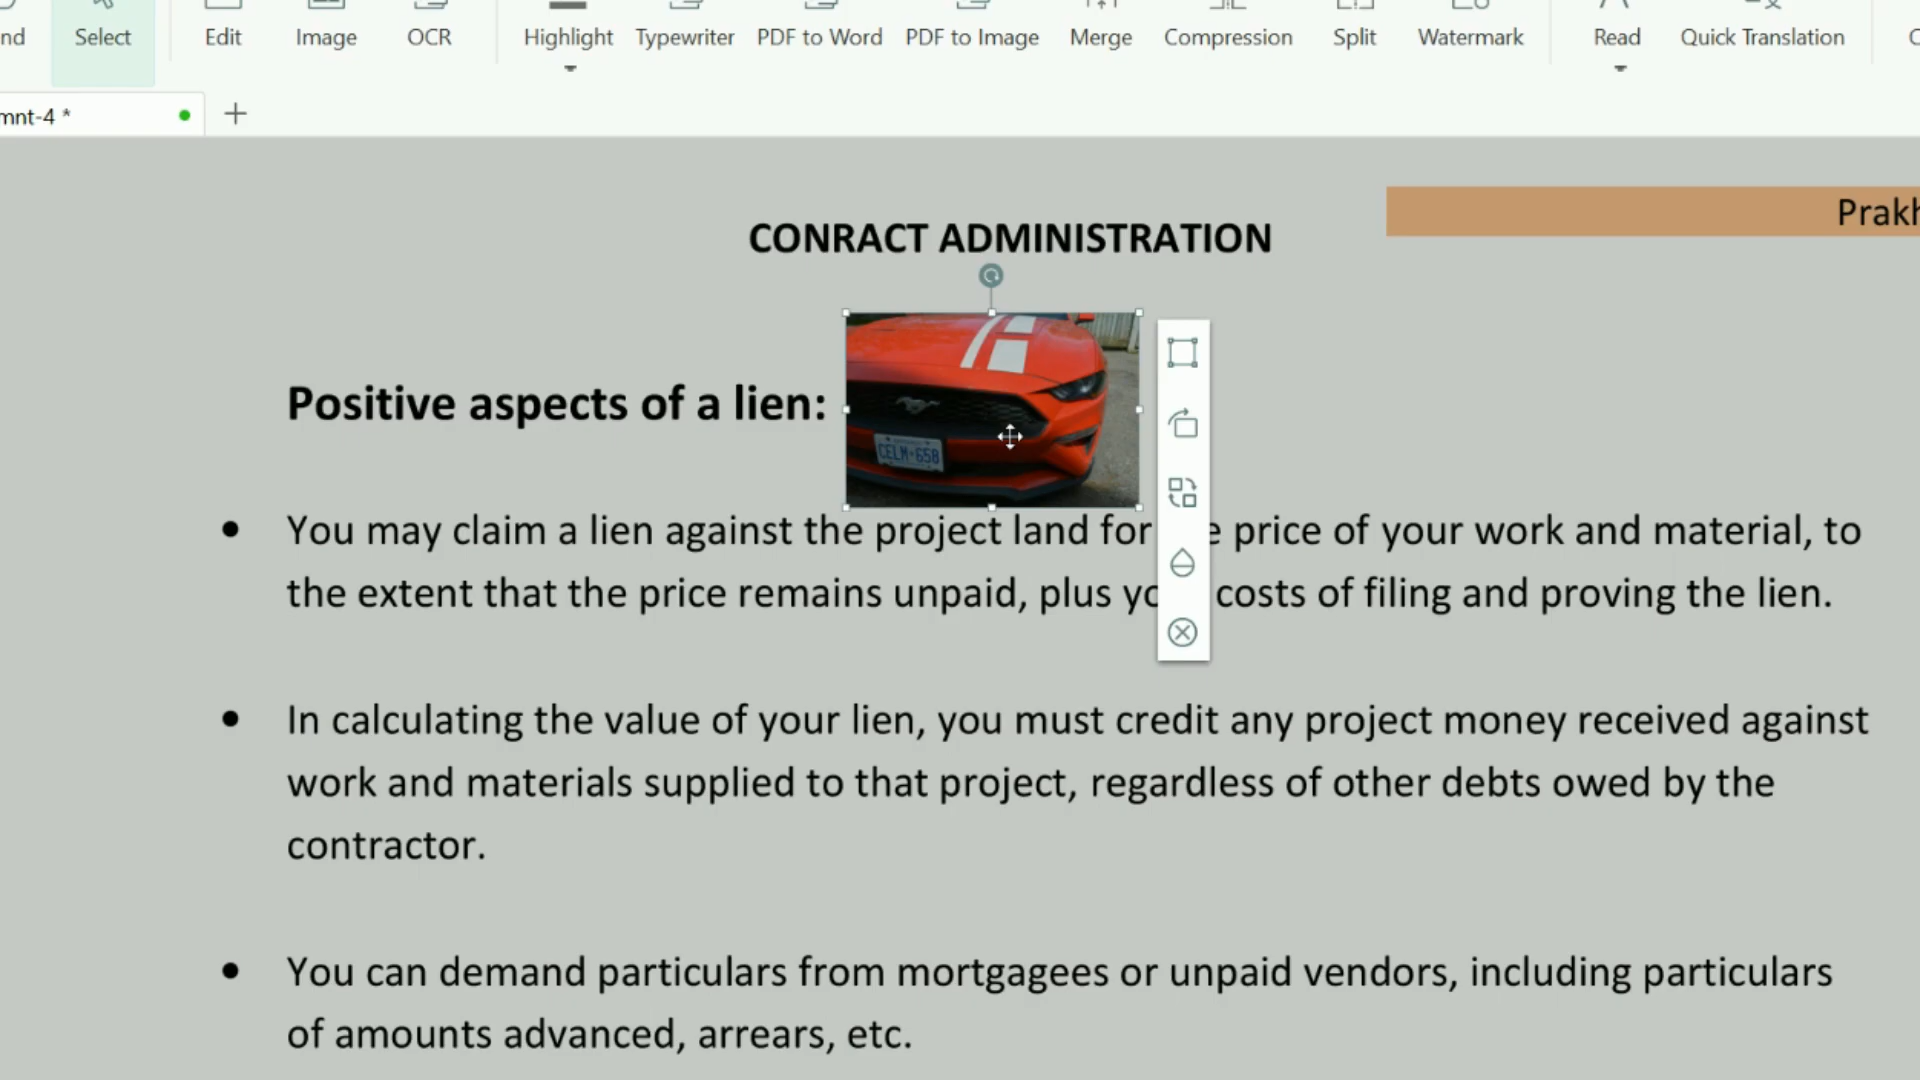 Select Edit Image OCR Highlight Typewriter PDF to Word PDF to Image Merge Compression Split Watermark Read Quick Translation
mnt-4 *
CONRACT ADMINISTRATION
Positive aspects of a lien:
CELM·658
• You may claim a lien against the project land for price of your work and material, to
the extent that the price remains unpaid, plus costs of filing and proving the lien.
• In calculating the value of your lien, you must credit any project money received against
work and materials supplied to that project, regardless of other debts owed by the
contractor.
• You can demand particulars from mortgagees or unpaid vendors, including particulars
of amounts advanced, arrears, etc.